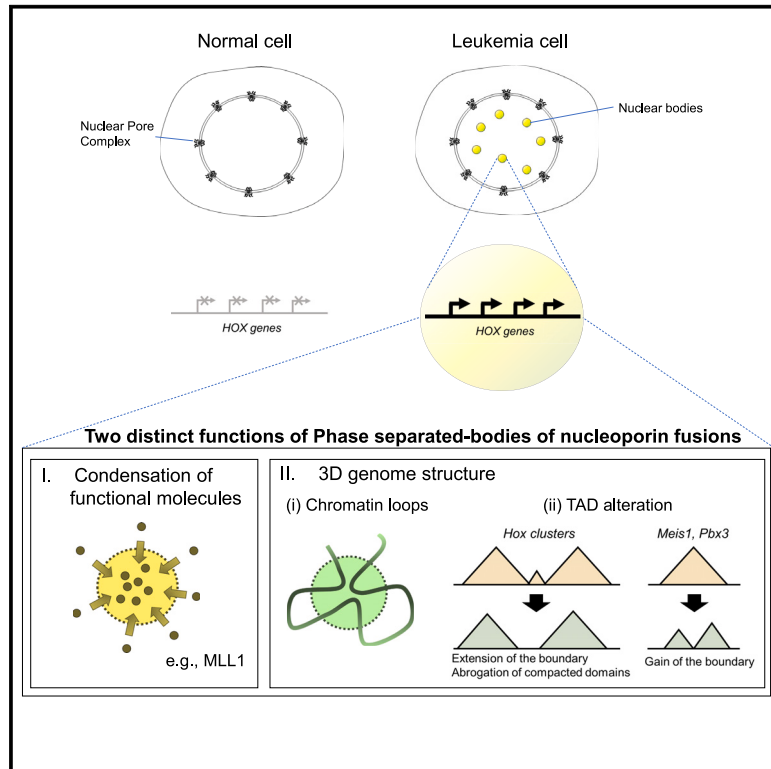 Normal cell
Leukemia cell
Nuclear Pore
Complex
Nuclear bodies
HOX genes
HOX genes
Two distinct functions of Phase separated-bodies of nucleoporin fusions
I. Condensation of
functional molecules
e.g., MLL1
II. 3D genome structure
(i) Chromatin loops
(ii) TAD alteration
Hox clusters
Meis1, Pbx3
Extension of the boundary
Abrogation of compacted domains
Gain of the boundary